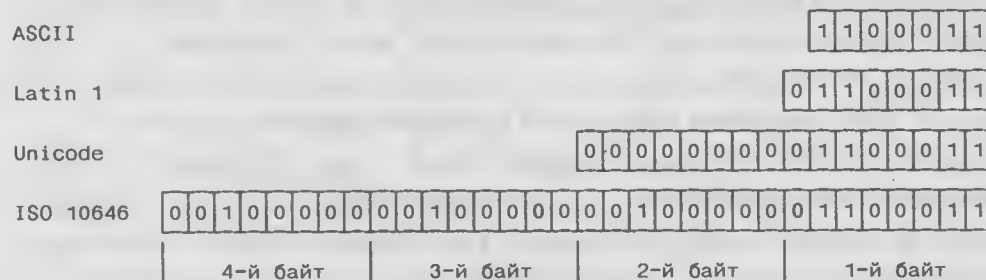 ASCII 1 1 0 0 0 1 1
Latin 1 0 1 1 0 0 0 1 1
Unicode 0 0 0 0 0 0 0 0 0 1 1 0 0 0 1 1
ISO 10646 0 0 1 0 0 0 0 0 0 0 1 0 0 0 0 0 0 0 1 0 0 0 0 0 0 1 1 0 0 0 1 1
4-й байт 3-й байт 2-й байт 1-й байт